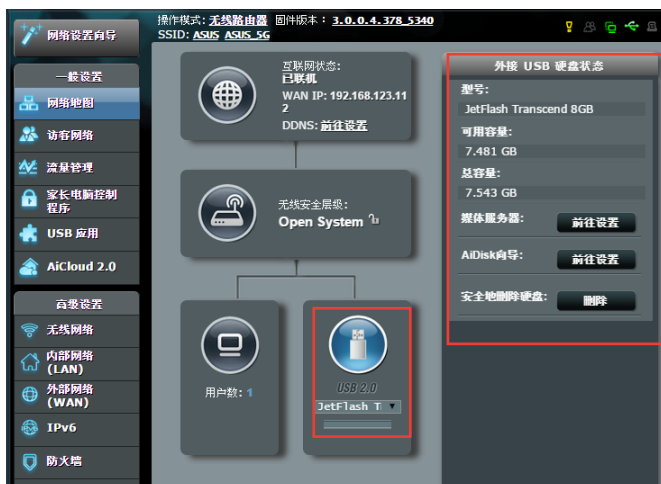 操作模式: 无线路由器 固件版本: 3.0.0.4.378_5340
SSID: ASUS ASUS_5G
网络设置向导
一般设置
网络地图
访客网络
流量管理
家长电脑控制
程序
USB 应用
AiCloud 2.0
高级设置
无线网络
内部网络
(LAN)
外部网络
(WAN)
IPv6
防火墙
互联网状态:
已联机
WAN IP: 192.168.123.11
2
DDNS: 前往设置
无线安全层级:
Open System
用户数: 1
USB 2.0
JetFlash T
外接 USB 硬盘状态
型号:
JetFlash Transcend 8GB
可用容量:
7.481 GB
总容量:
7.543 GB
媒体服务器: 前往设置
AiDisk向导: 前往设置
安全地删除硬盘: 删除